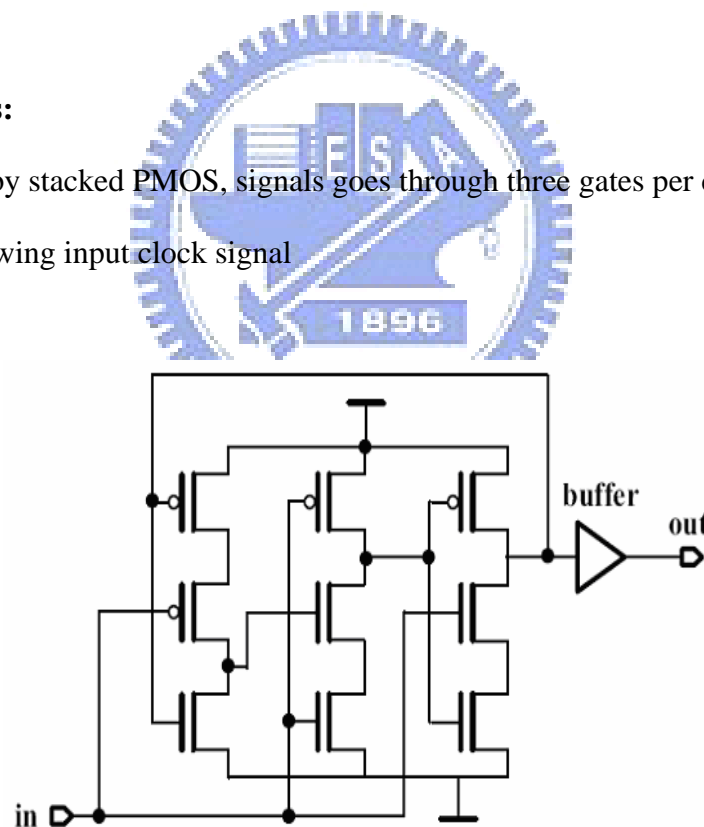 s:
by stacked PMOS, signals goes through three gates per c
wing input clock signal
E S A
1896
buffer
out
in